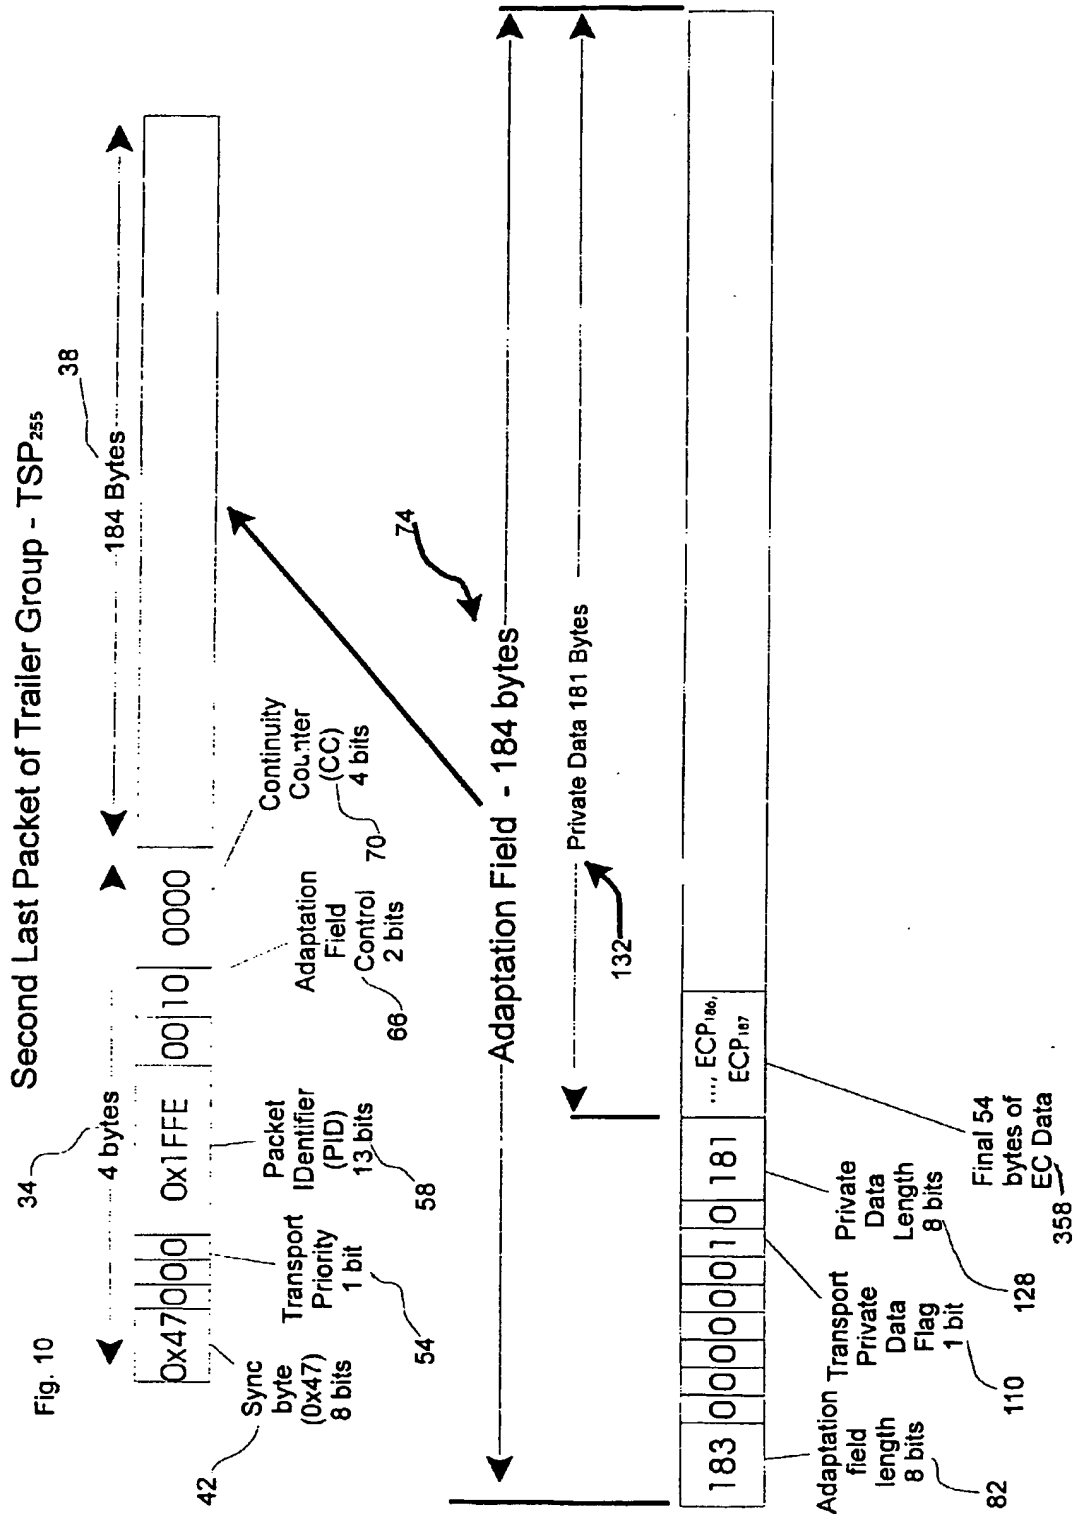 Fig. 10
Second Last Packet of Trailer Group - TSP255
34
4 bytes
184 Bytes
38
0x47 0 0 0 0x1FFE 00 10 0000
Sync
byte
(0x47)
8 bits
42
Transport
Priority
1 bit
54
Packet
IDentifier
(PID)
13 bits
58
Adaptation
Field
Control
2 bits
66
Continuity
Counter
(CC)
4 bits
70
74
Adaptation Field - 184 bytes
Private Data 181 Bytes
132
183 0 0 0 0 0 0 1 0 181 ..., ECP186,
ECP187
Adaptation
field
length
8 bits
82
Transport
Private
Data
Flag
1 bit
110
Private
Data
Length
8 bits
128
Final 54
bytes of
EC Data
358